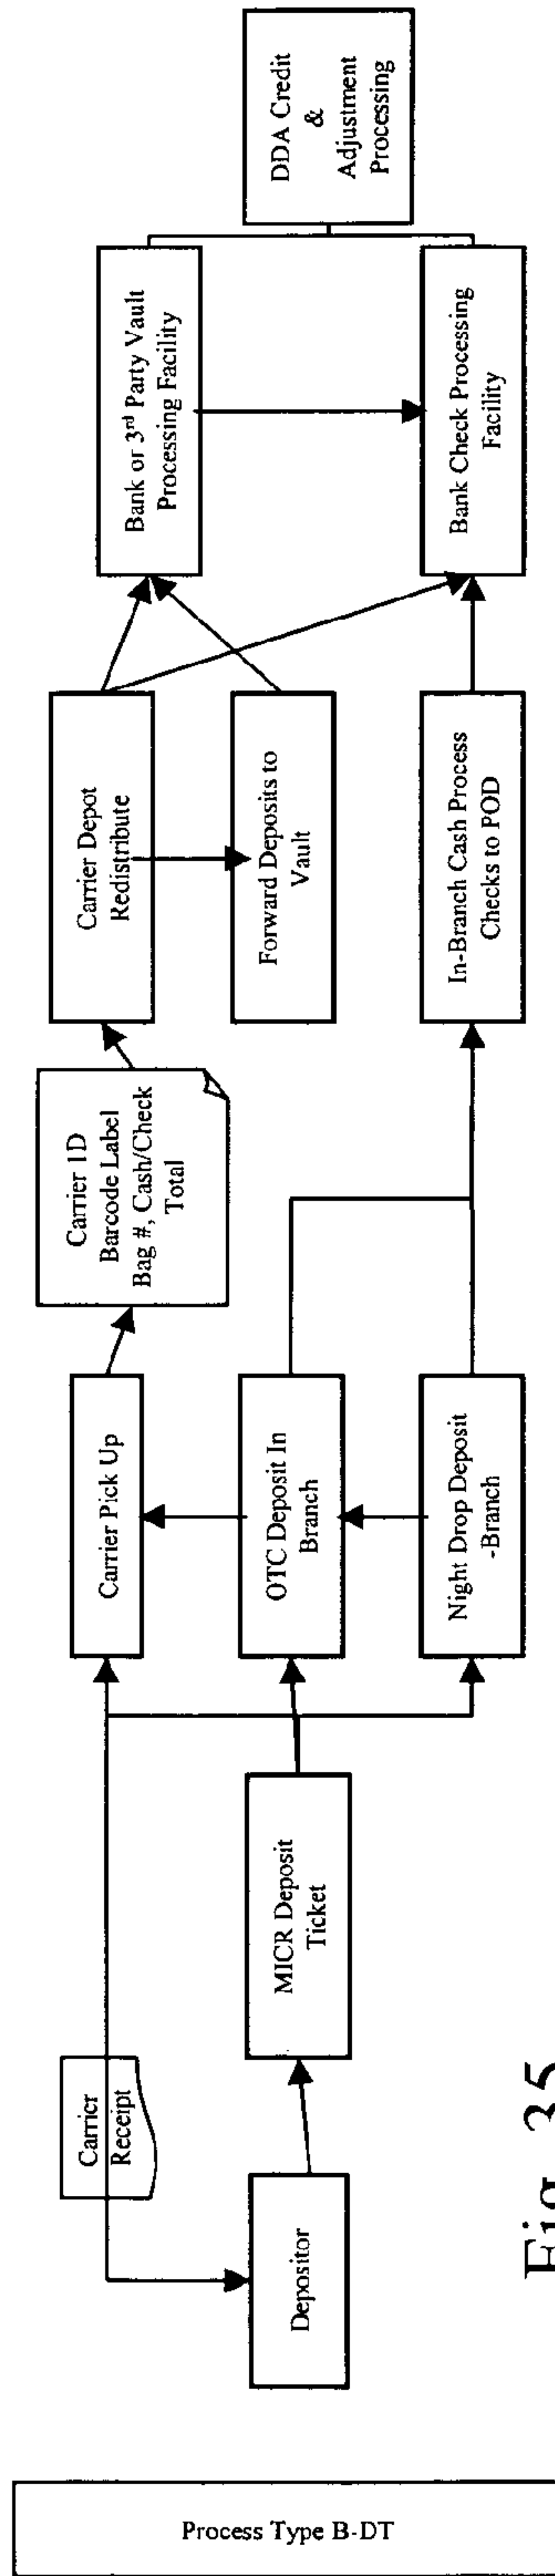 Process Type B-DT
Depositor
Carrier
Receipt
MICR Deposit
Ticket
Carrier Pick Up
OTC Deposit In
Branch
Night Drop Deposit
-Branch
Carrier 1D
Barcode Label
Bag #, Cash/Check
Total
Carrier Depot
Redistribute
Forward Deposits to
Vault
In-Branch Cash Process
Checks to POD
Bank or 3rd Party Vault
Processing Facility
Bank Check Processing
Facility
DDA Credit
&
Adjustment
Processing
Fig. 35